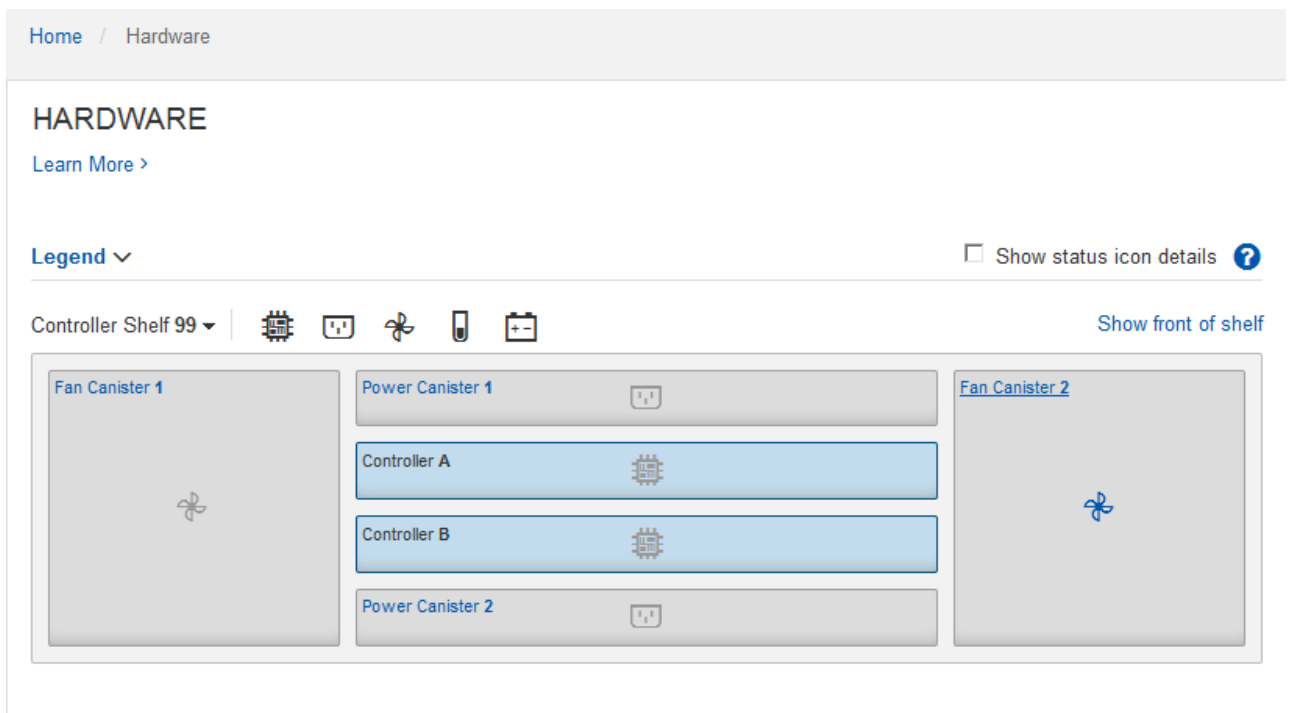 Home / Hardware
HARDWARE
Learn More >
Legend
Show status icon details ?
Controller Shelf 99
Show front of shelf
Fan Canister 1
Power Canister 1
Fan Canister 2
Controller A
Controller B
Power Canister 2